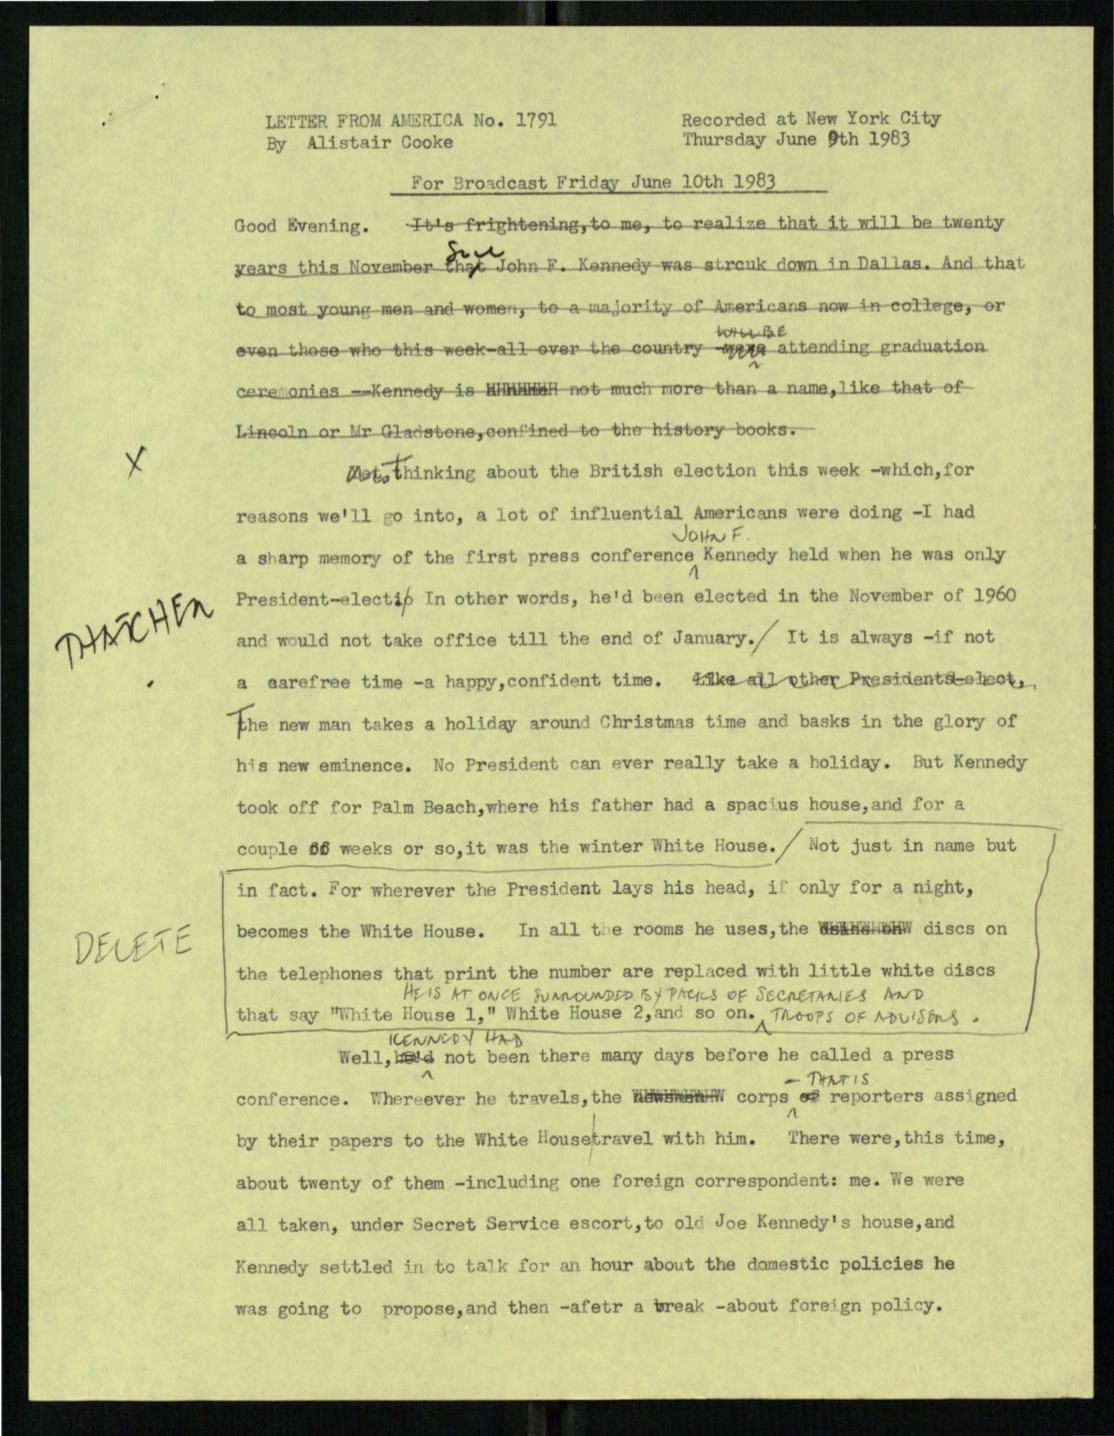 LETTER FROM AMERICA No. 1791
By Alistair Cooke
Recorded at New York City
Thursday June 9th 1983
For Broadcast Friday June 10th 1983
Good Evening. It's frightening,to me, to realize that it will be twenty
since
years this November that John F. Kennedy was strcuk down in Dallas. And that
to most young men and women, to a majority of Americans now in college, or
WILL BE
even those who this week-all over the country were attending graduation
ceremonies --Kennedy is not much more than a name,like that of
Lincoln or Mr Gladstone,confined to the history books.
X
Thinking about the British election this week -which,for
reasons we'll go into, a lot of influential Americans were doing -I had
JOHN F.
a sharp memory of the first press conference Kennedy held when he was only
THATCHER
President-elect In other words, he'd been elected in the November of 1960
and would not take office till the end of January./ It is always -if not
a carefree time -a happy,confident time. Like all other Presidents-elect,
The new man takes a holiday around Christmas time and basks in the glory of
his new eminence. No President can ever really take a holiday. But Kennedy
took off for Palm Beach,where his father had a spacius house,and for a
couple of weeks or so,it was the winter White House./ Not just in name but
in fact. For wherever the President lays his head, if only for a night,
DELETE
becomes the White House. In all the rooms he uses,the discs on
the telephones that print the number are replaced with little white discs
HE IS AT ONCE SURROUNDED BY PACKS OF SECRETARIES AND
that say "White House 1," White House 2,and so on. TROOPS OF ADVISERS.
KENNEDY HAD
Well,he'd not been there many days before he called a press
- THAT IS
conference. Whereever he travels,the corps of reporters assigned
by their papers to the White House travel with him. There were,this time,
about twenty of them -including one foreign correspondent: me. We were
all taken, under Secret Service escort,to old Joe Kennedy's house,and
Kennedy settled in to talk for an hour about the domestic policies he
was going to propose,and then -afetr a break -about foreign policy.